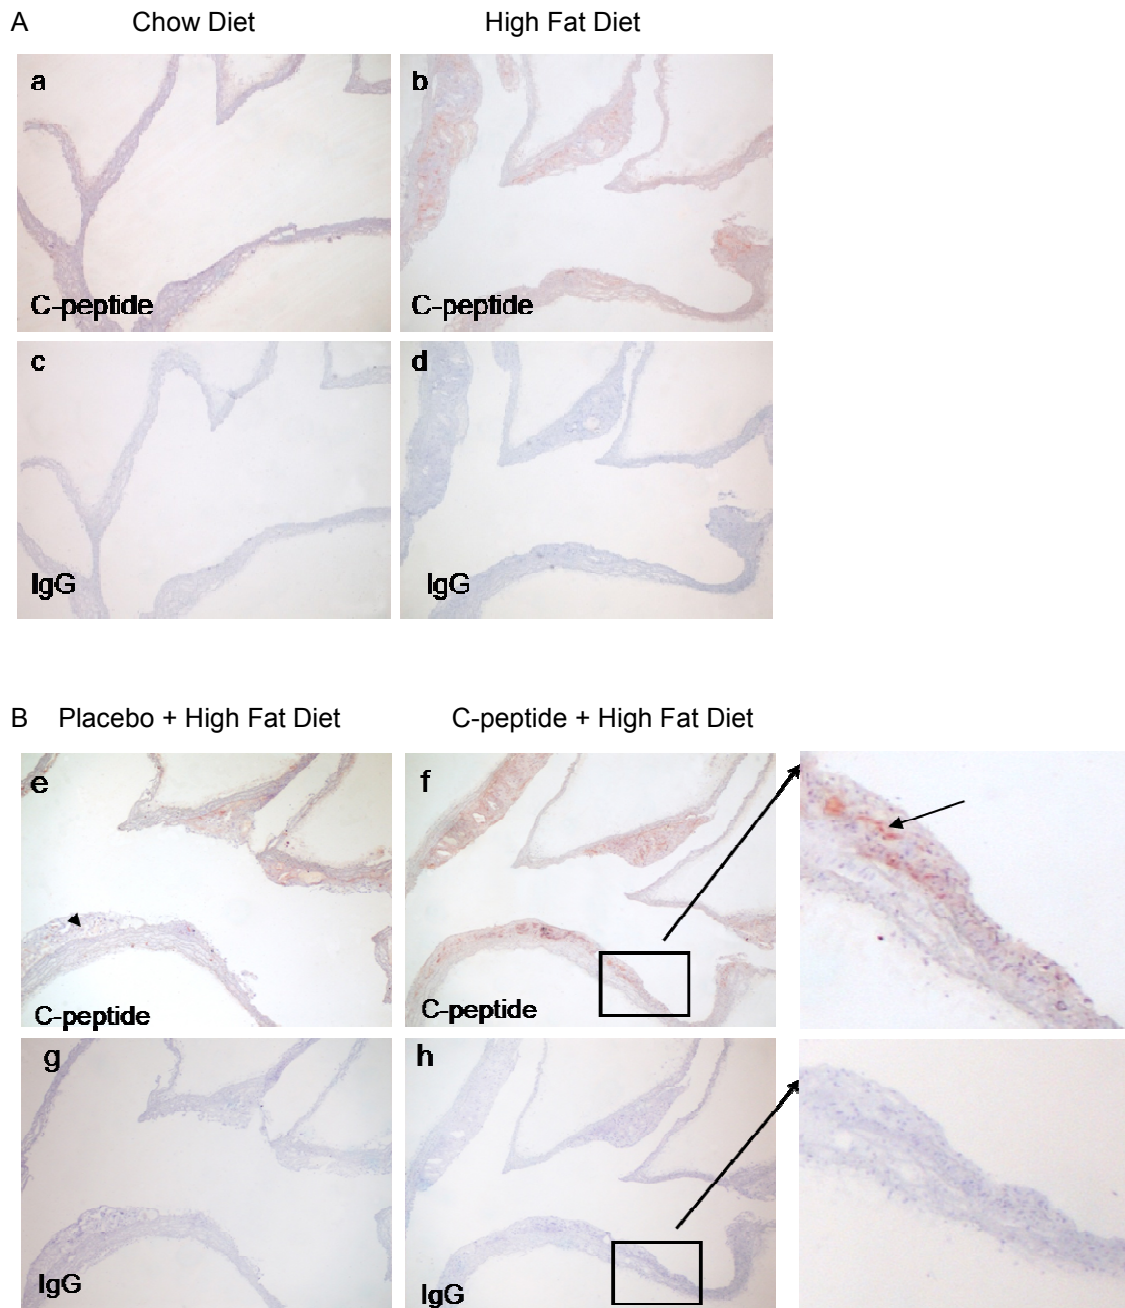 A Chow Diet High Fat Diet
a b
C-peptide C-peptide
c d
IgG IgG
B Placebo + High Fat Diet C-peptide + High Fat Diet
e f
C-peptide C-peptide
g h
IgG IgG